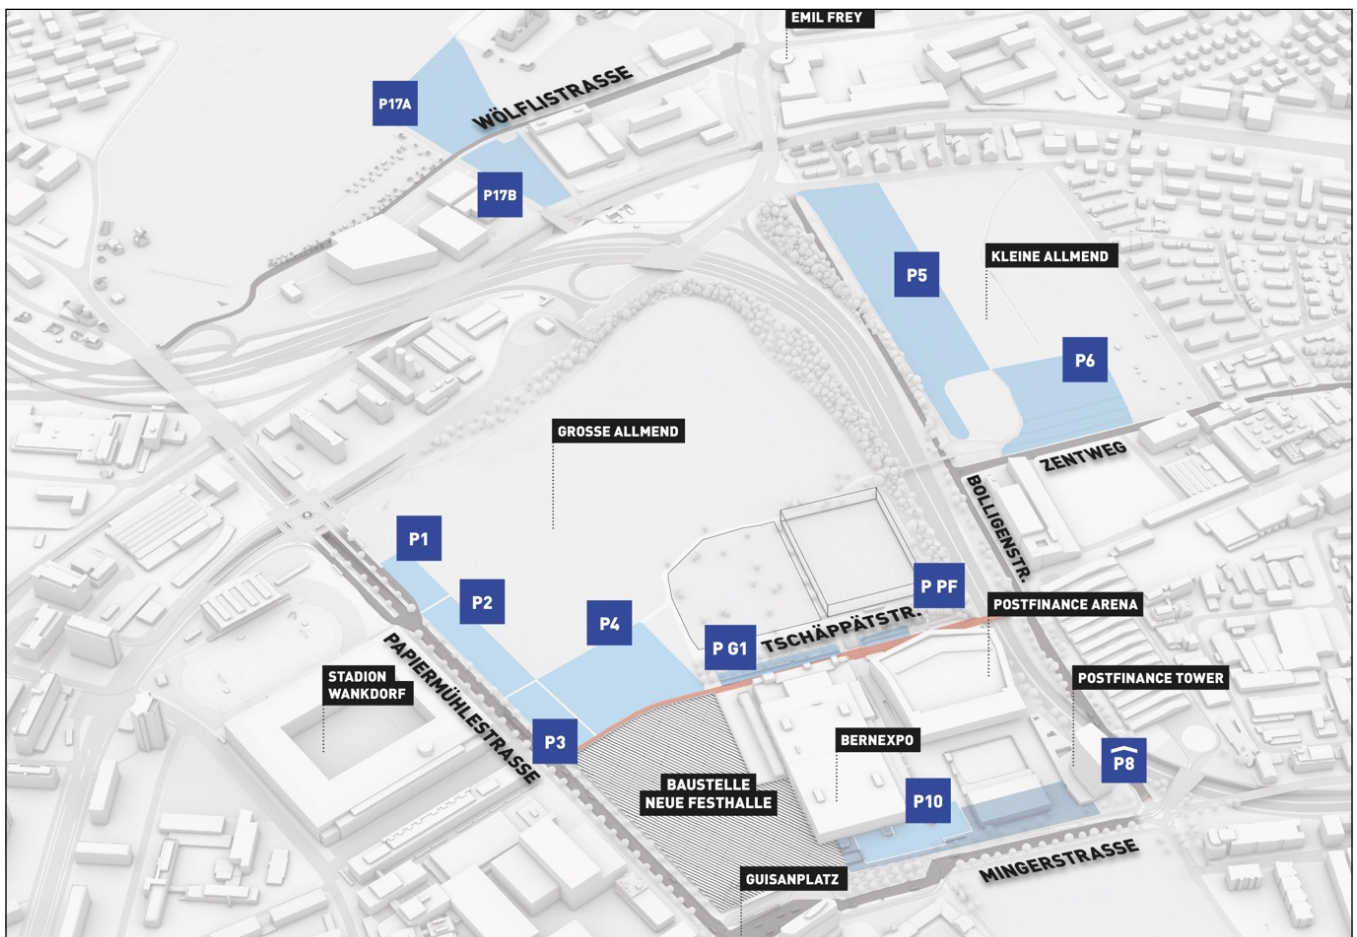 EMIL FREY
P17A
WÖLFLISTRASSE
P17B
KLEINE ALLMEND
P5
P6
GROSSE ALLMEND
ZENTWEG
BOLLIGENSTR.
P1
P2
P4
P PF
POSTFINANCE ARENA
TSCHÄPPÄTSTR.
P G1
PAPIERMÜHLESTRASSE
STADION
WANKDORF
POSTFINANCE TOWER
P3
BERNEXPO
P8
BAUSTELLE
NEUE FESTHALLE
P10
MINGERSTRASSE
GUISANPLATZ